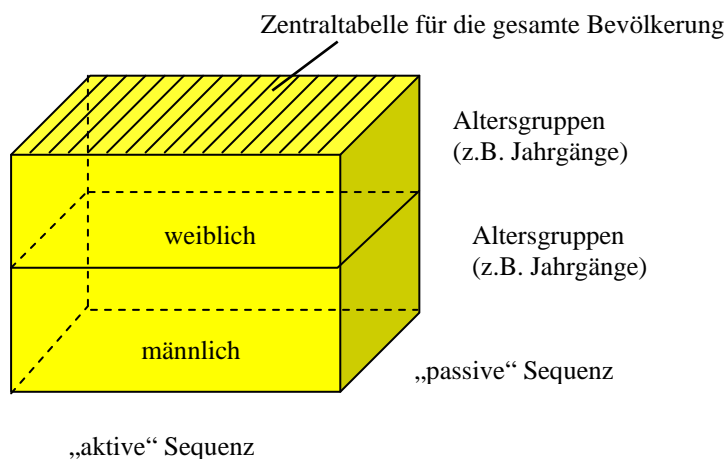 Zentraltabelle für die gesamte Bevölkerung
Altersgruppen
(z.B. Jahrgänge)
weiblich
Altersgruppen
(z.B. Jahrgänge)
männlich
„passive“ Sequenz
„aktive“ Sequenz